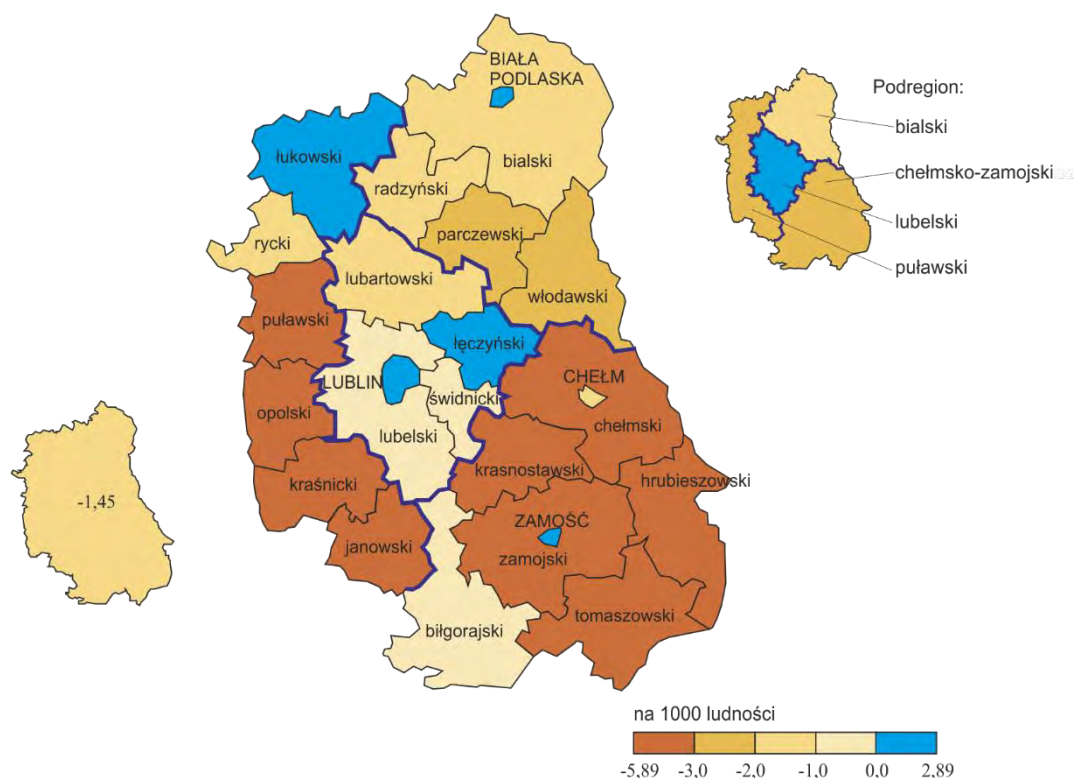 BIAŁA
PODLASKA
Podregion:
bialski
chełmsko-zamojski
lubelski
puławski
łukowski
bialski
radzyński
parczewski
rycki
lubartowski
włodawski
puławski
łęczyński
LUBLIN
CHEŁM
świdnicki
opolski
chełmski
lubelski
krasnostawski
hrubieszowski
kraśnicki
-1,45
ZAMOŚĆ
janowski
zamojski
tomaszowski
biłgorajski
na 1000 ludności
-5,89 -3,0 -2,0 -1,0 0,0 2,89